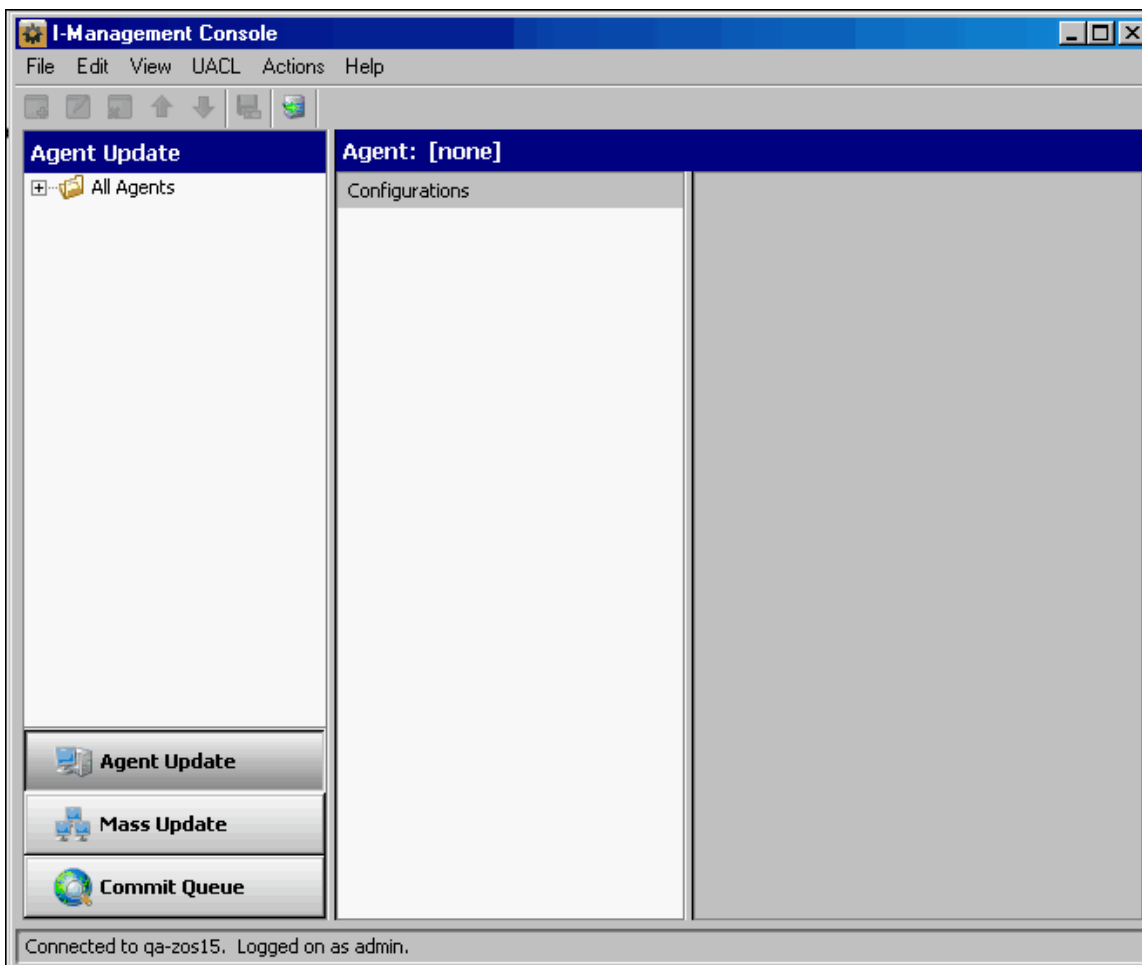 I-Management Console
File Edit View UACL Actions Help
Agent Update
Agent: [none]
All Agents
Configurations
Agent Update
Mass Update
Commit Queue
Connected to qa-zos15. Logged on as admin.